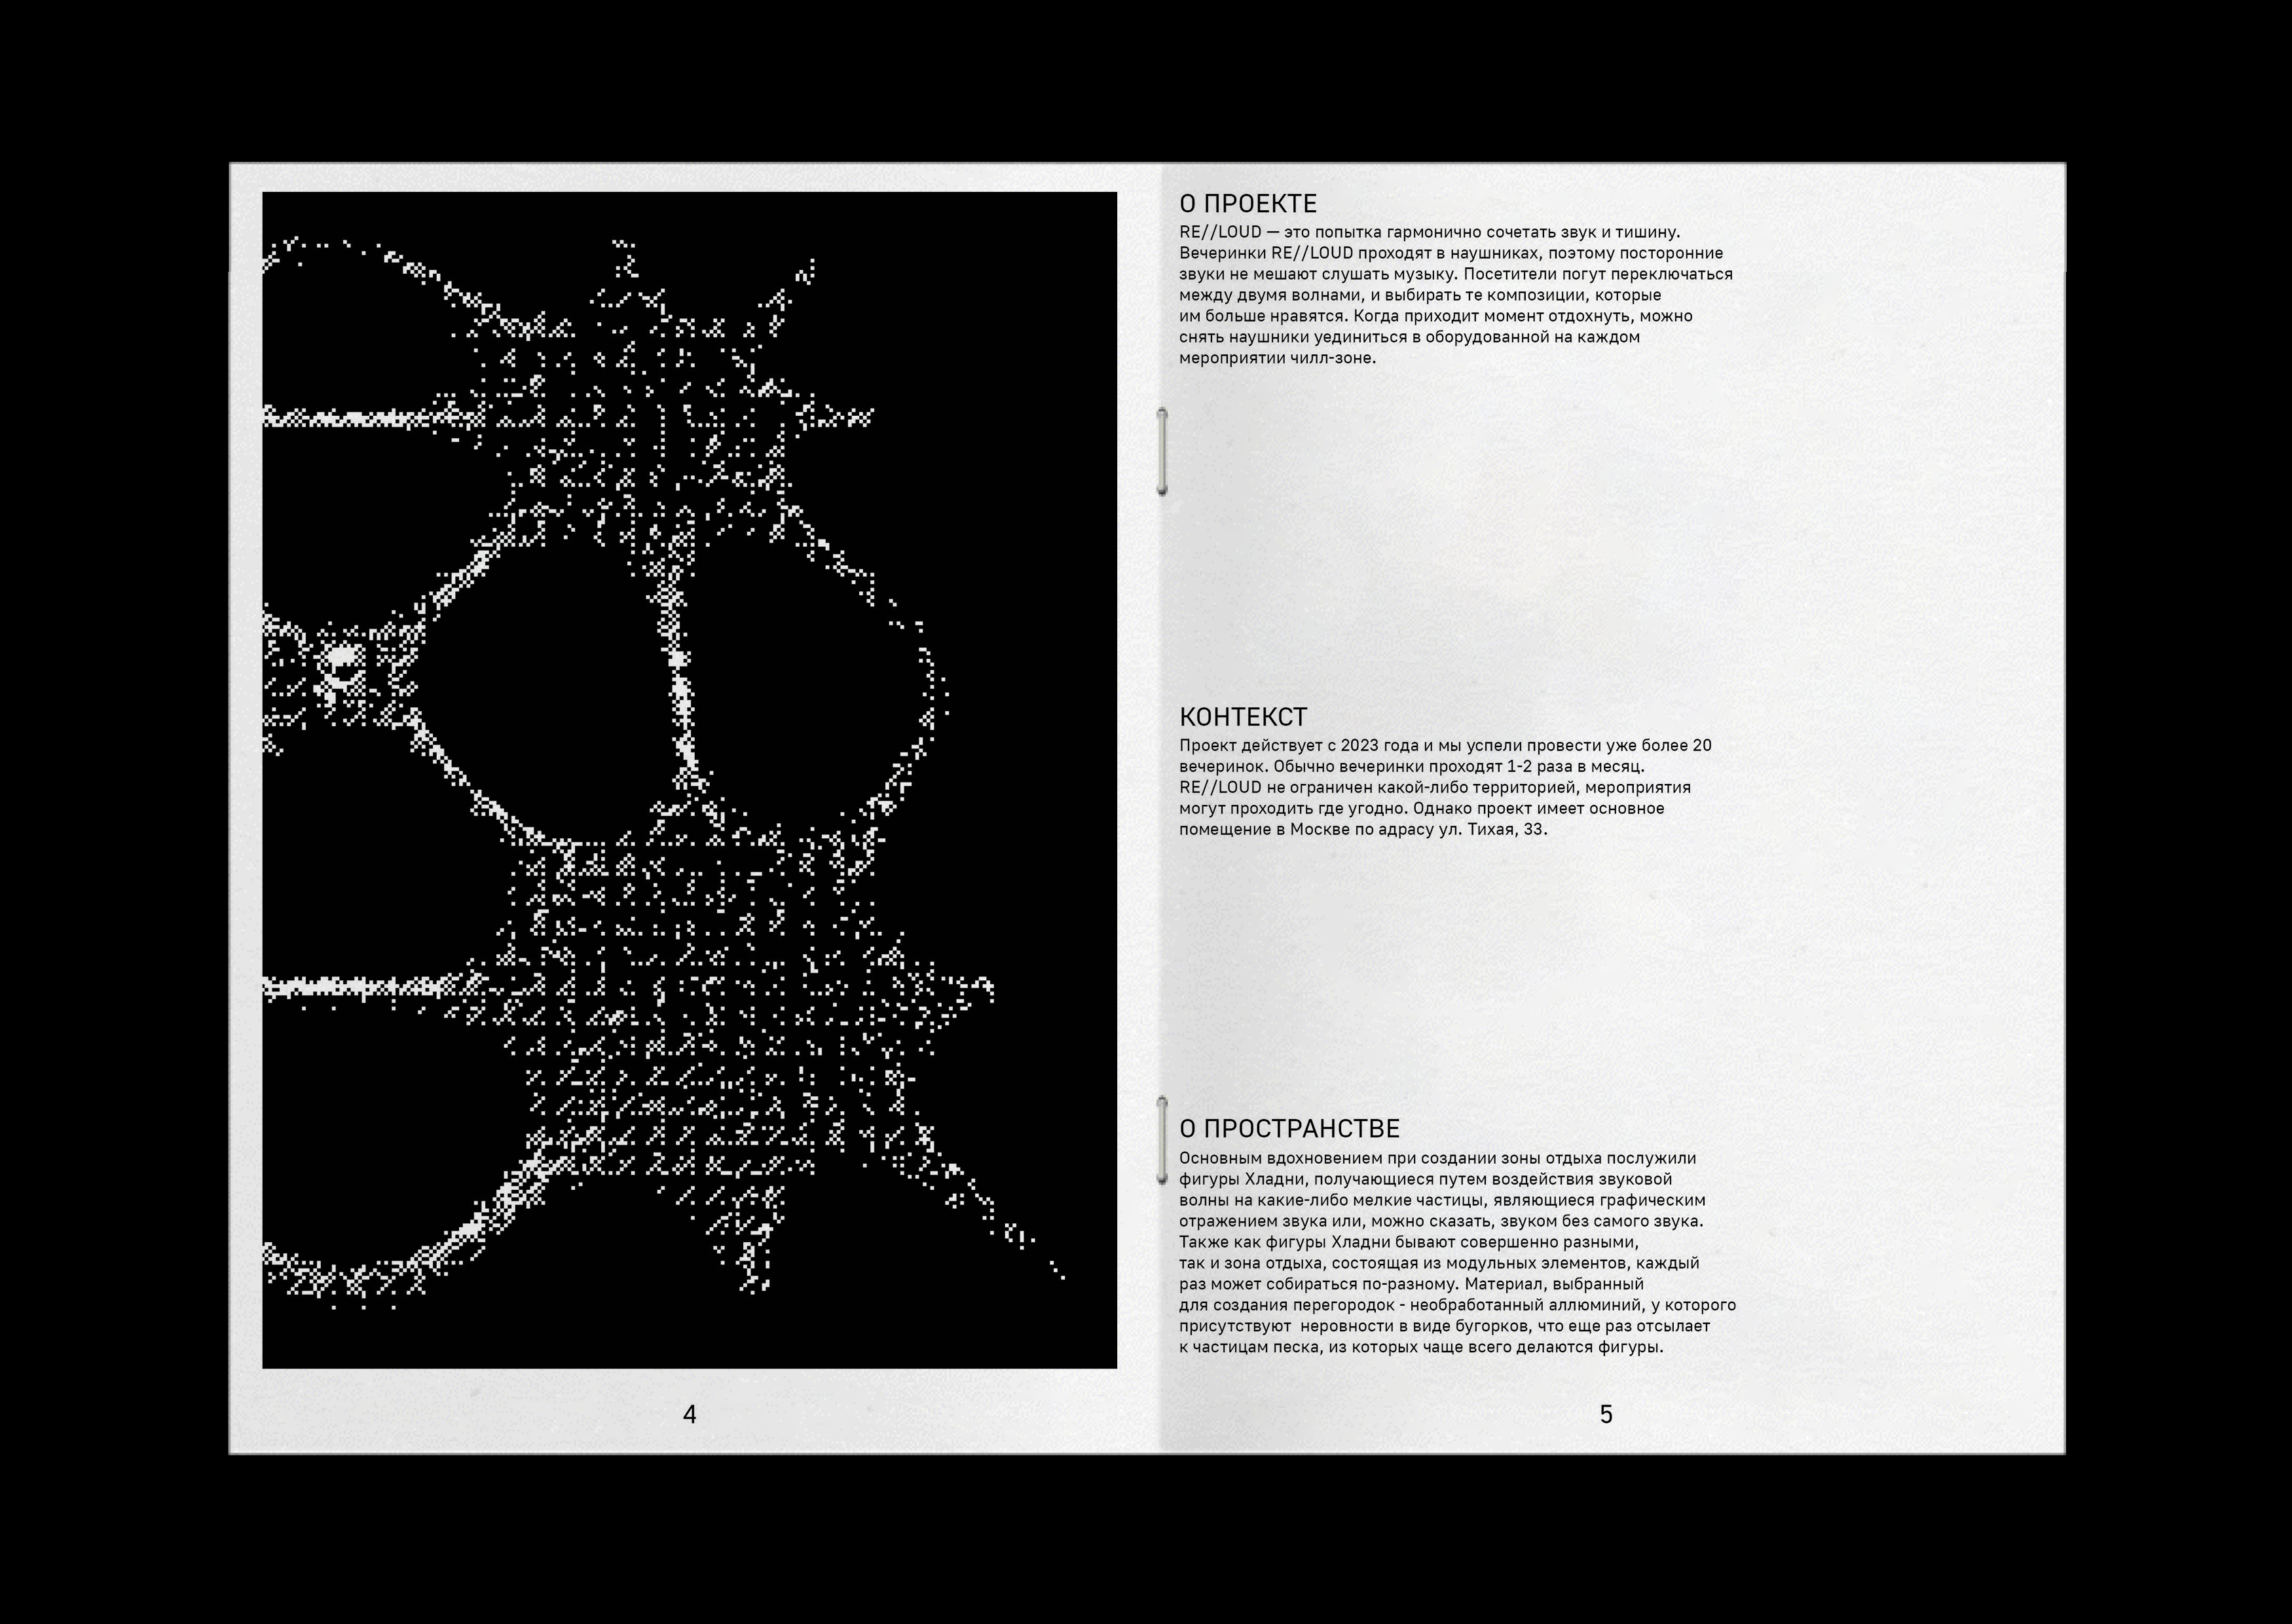 О ПРОЕКТЕ
RE//LOUD — это попытка гармонично сочетать звук и тишину.
Вечеринки RE//LOUD проходят в наушниках, поэтому посторонние
звуки не мешают слушать музыку. Посетители погут переключаться
между двумя волнами, и выбирать те композиции, которые
им больше нравятся. Когда приходит момент отдохнуть, можно
снять наушники уединиться в оборудованной на каждом
мероприятии чилл-зоне.
КОНТЕКСТ
Проект действует с 2023 года и мы успели провести уже более 20
вечеринок. Обычно вечеринки проходят 1-2 раза в месяц.
RE//LOUD не ограничен какой-либо территорией, мероприятия
могут проходить где угодно. Однако проект имеет основное
помещение в Москве по адрасу ул. Тихая, 33.
О ПРОСТРАНСТВЕ
Основным вдохновением при создании зоны отдыха послужили
фигуры Хладни, получающиеся путем воздействия звуковой
волны на какие-либо мелкие частицы, являющиеся графическим
отражением звука или, можно сказать, звуком без самого звука.
Также как фигуры Хладни бывают совершенно разными,
так и зона отдыха, состоящая из модульных элементов, каждый
раз может собираться по-разному. Материал, выбранный
для создания перегородок - необработанный аллюминий, у которого
присутствуют  неровности в виде бугорков, что еще раз отсылает
к частицам песка, из которых чаще всего делаются фигуры.
4
5